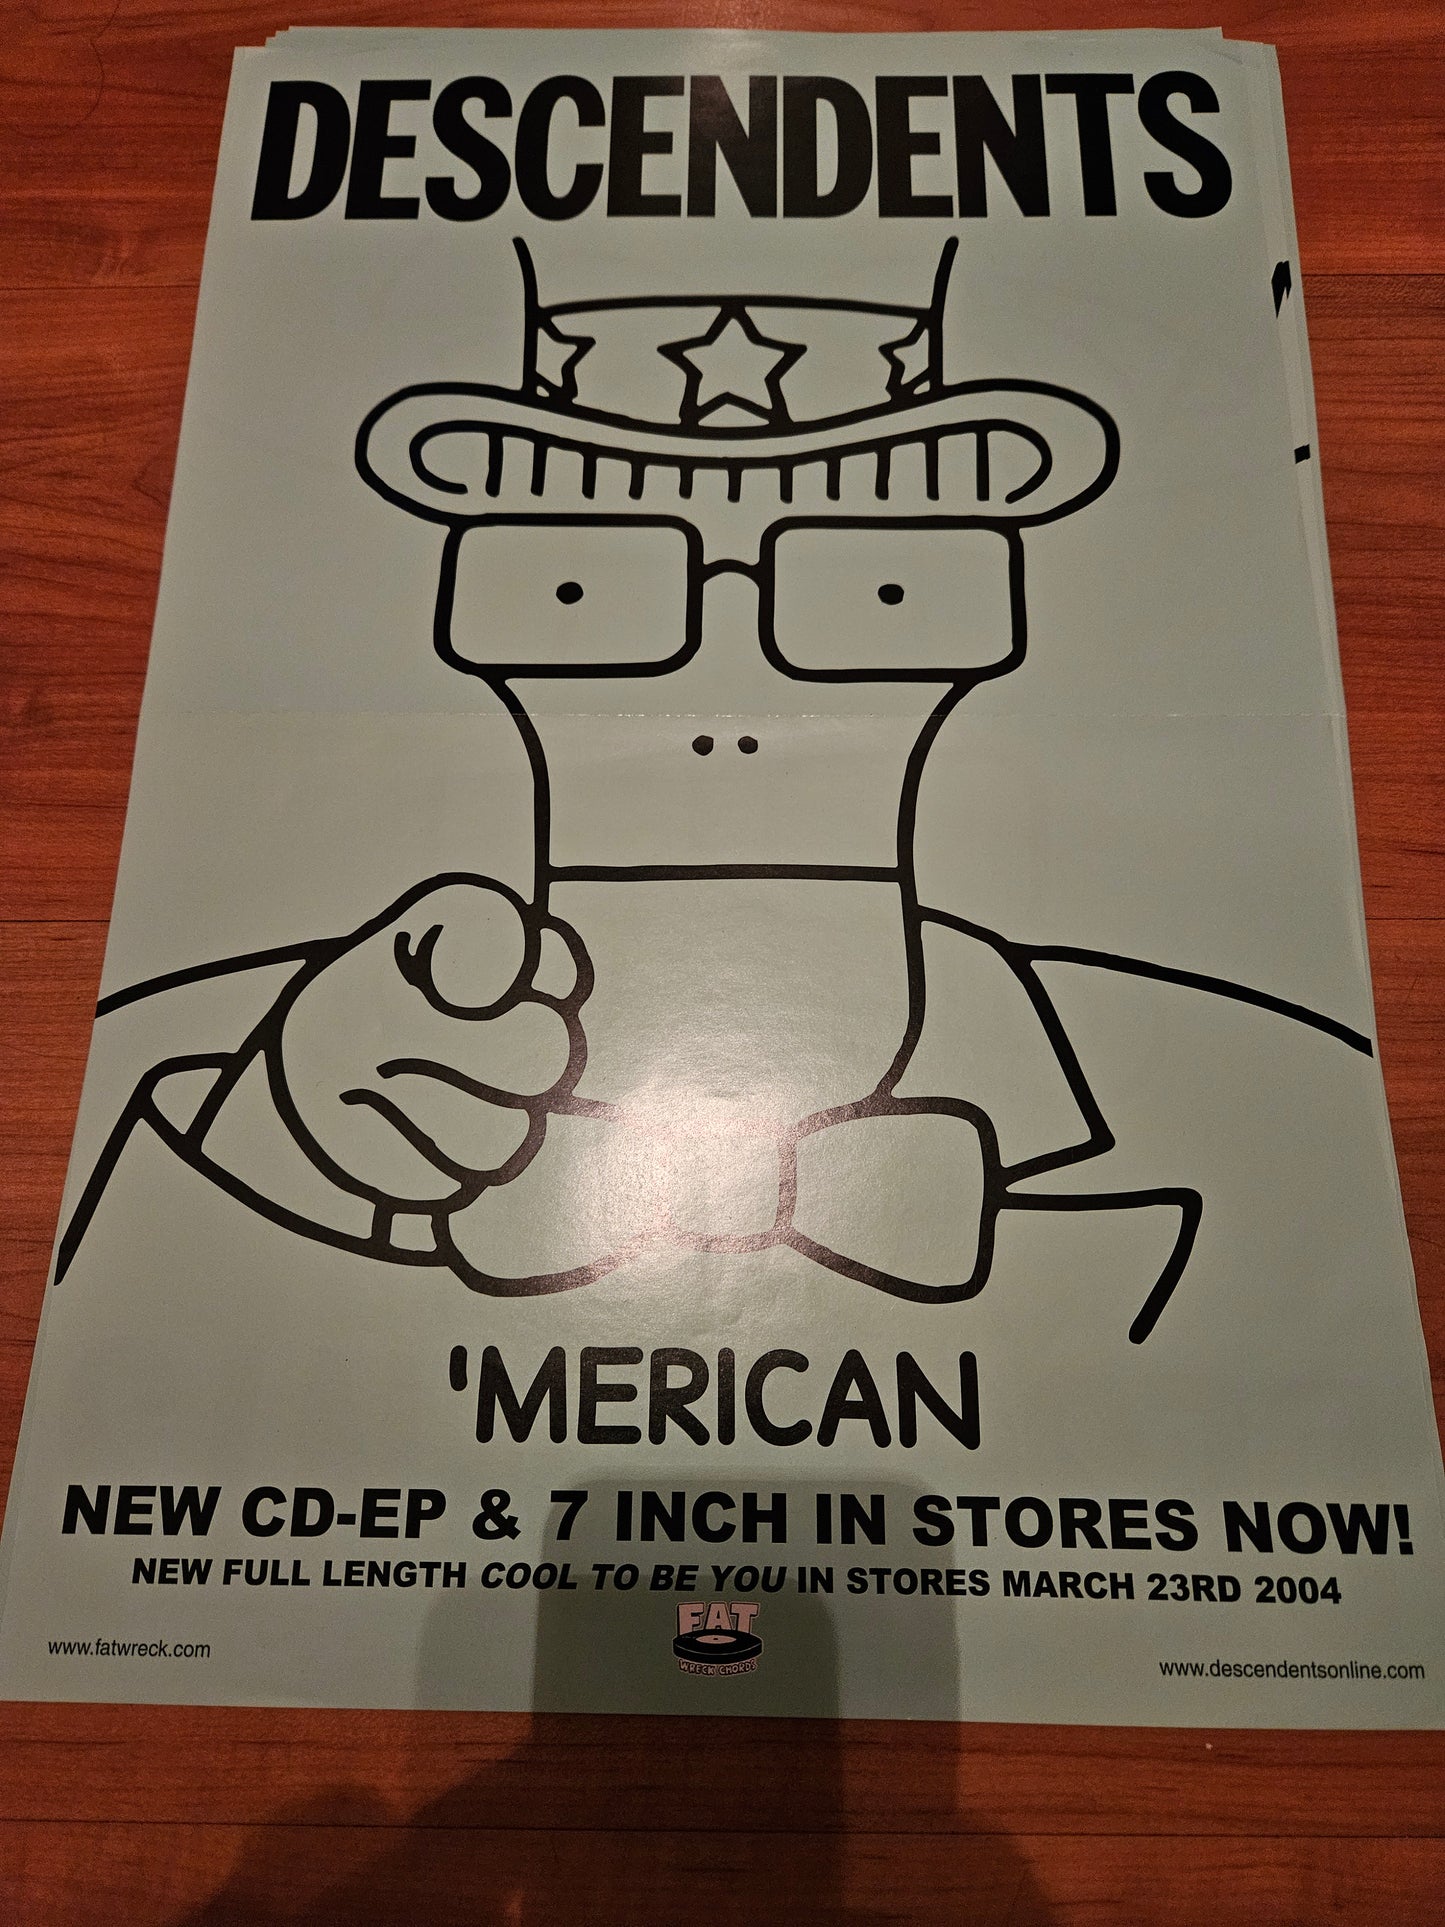 DESCENDENTS
'MERICAN
NEW CD-EP & 7 INCH IN STORES NOW!
NEW FULL LENGTH COOL TO BE YOU IN STORES MARCH 23RD 2004
FAT
WRECK CHORDS
www.fatwreck.com
www.descendentsonline.com